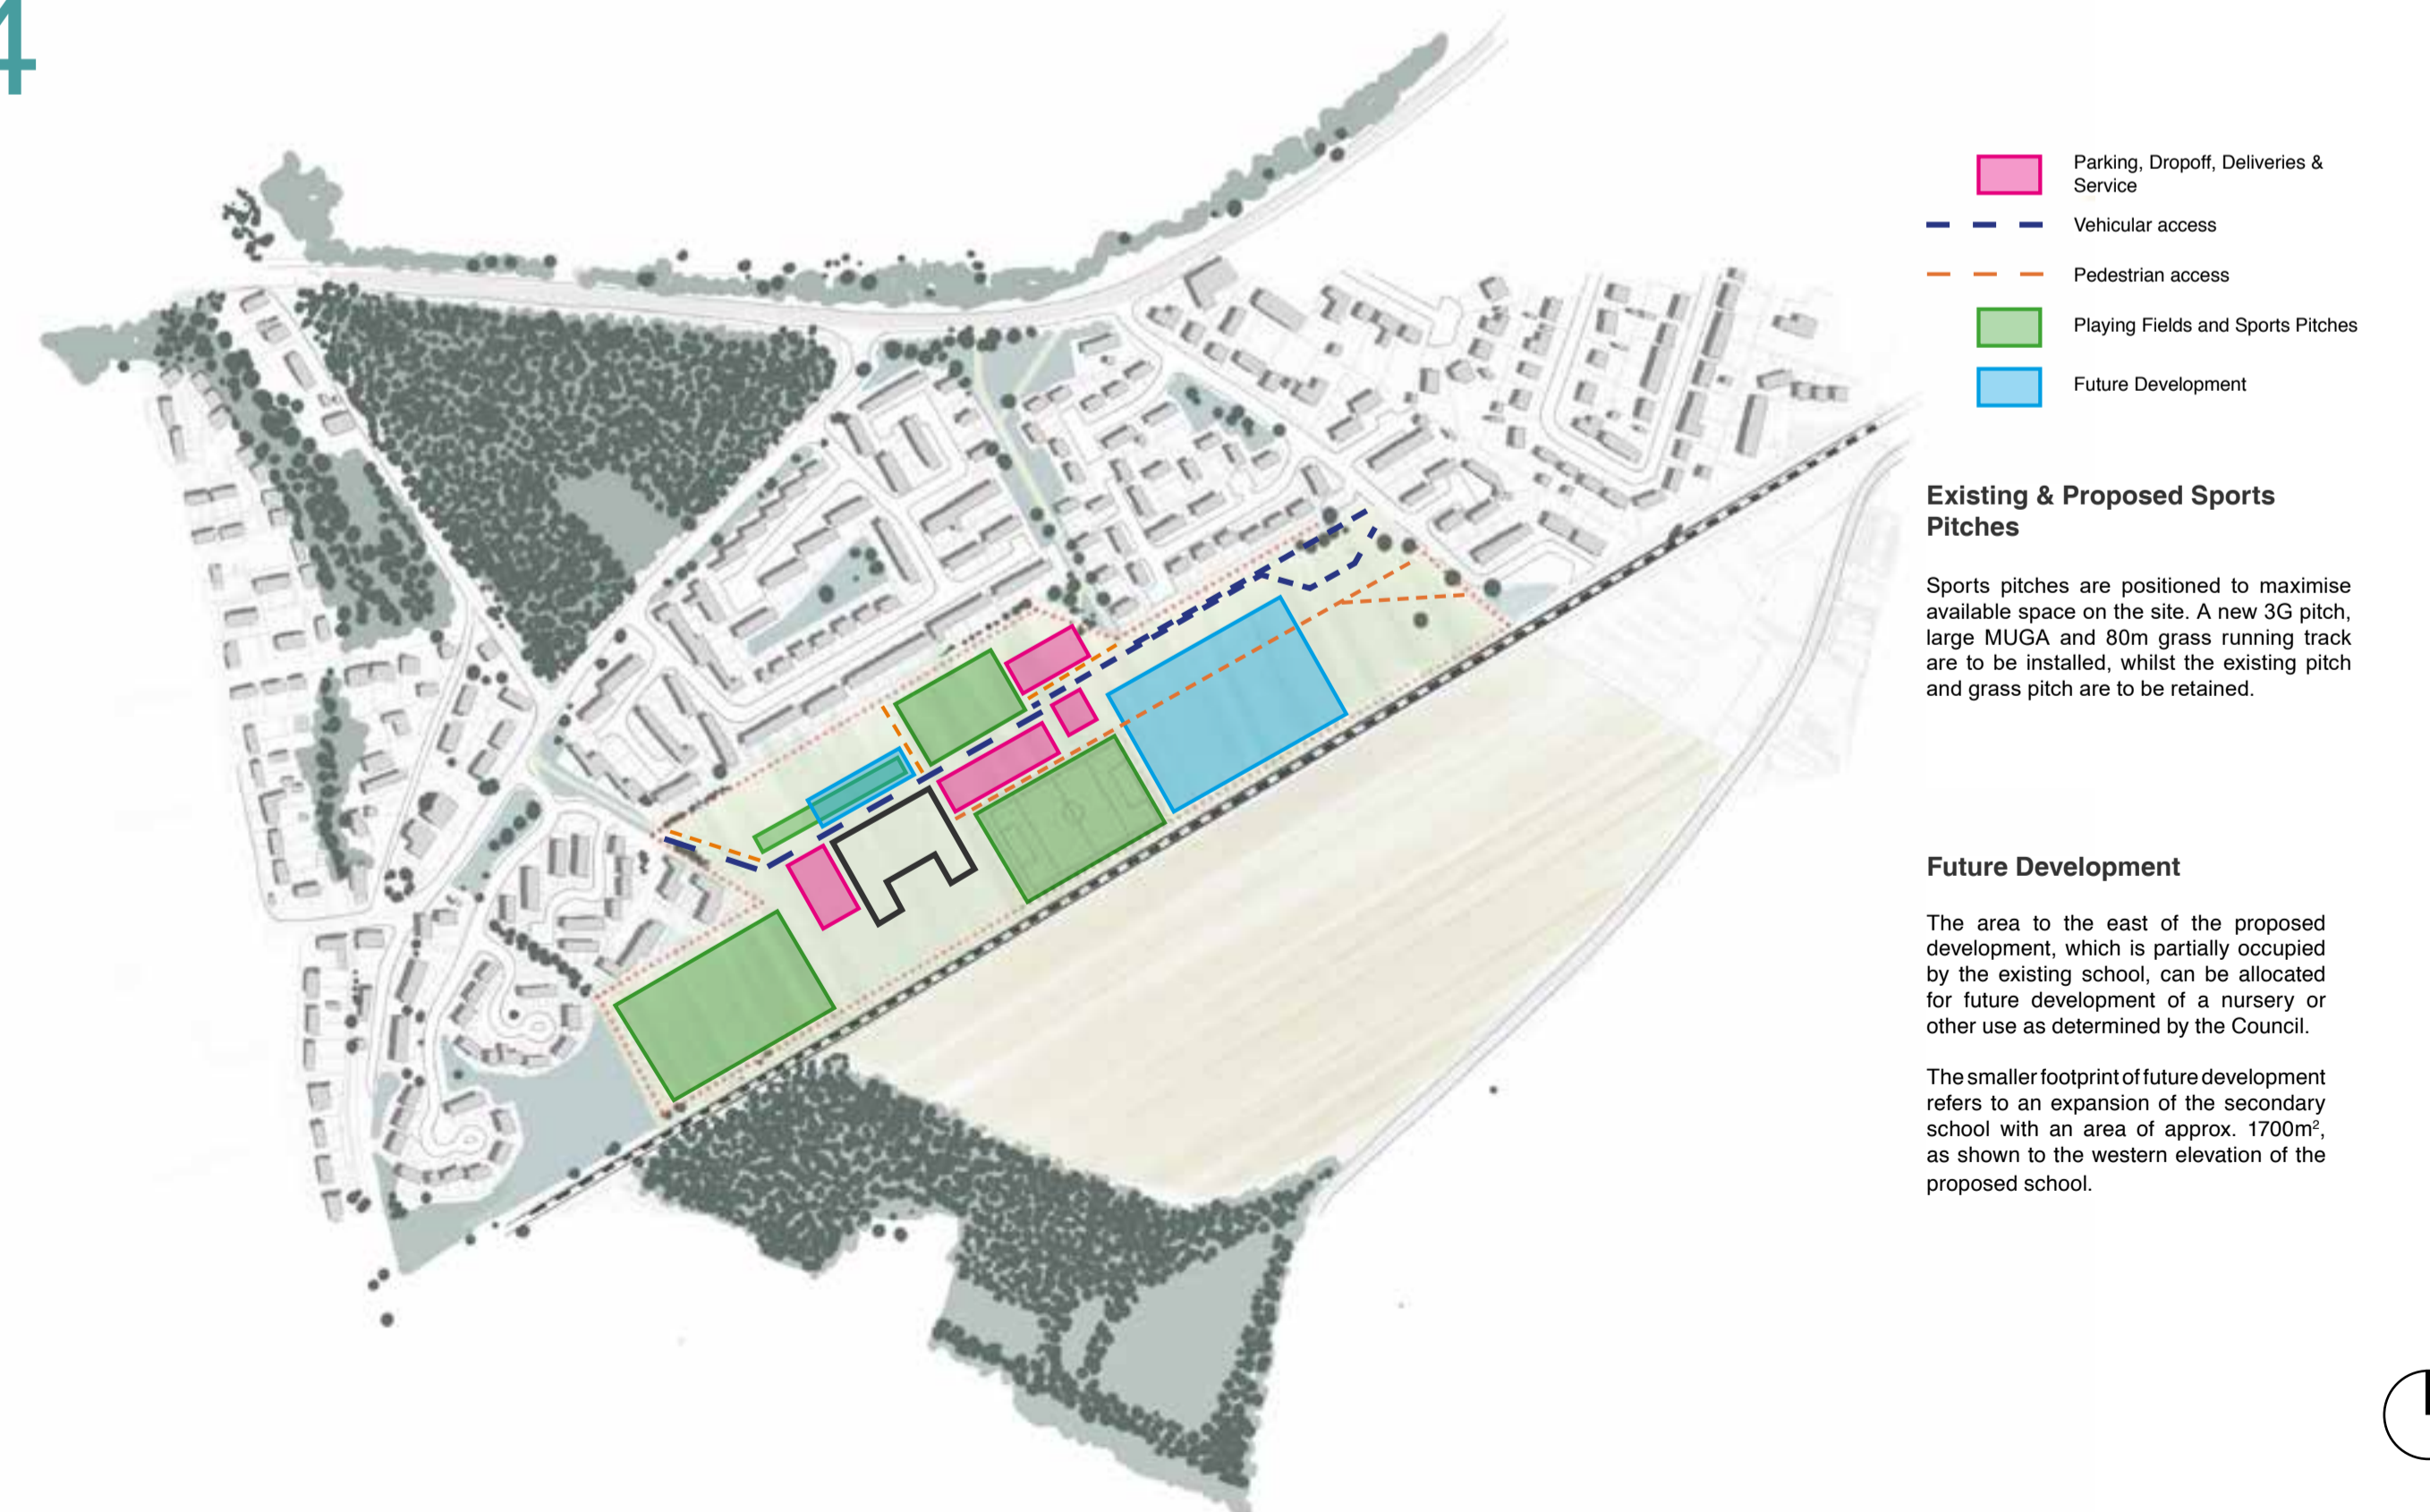 4
Parking, Dropoff, Deliveries &
Service
Vehicular access
Pedestrian access
Playing Fields and Sports Pitches
Future Development
Existing & Proposed Sports
Pitches
Sports pitches are positioned to maximise
available space on the site. A new 3G pitch,
large MUGA and 80m grass running track
are to be installed, whilst the existing pitch
and grass pitch are to be retained.
Future Development
The area to the east of the proposed
development, which is partially occupied
by the existing school, can be allocated
for future development of a nursery or
other use as determined by the Council.
The smaller footprint of future development
refers to an expansion of the secondary
school with an area of approx. 1700m²,
as shown to the western elevation of the
proposed school.